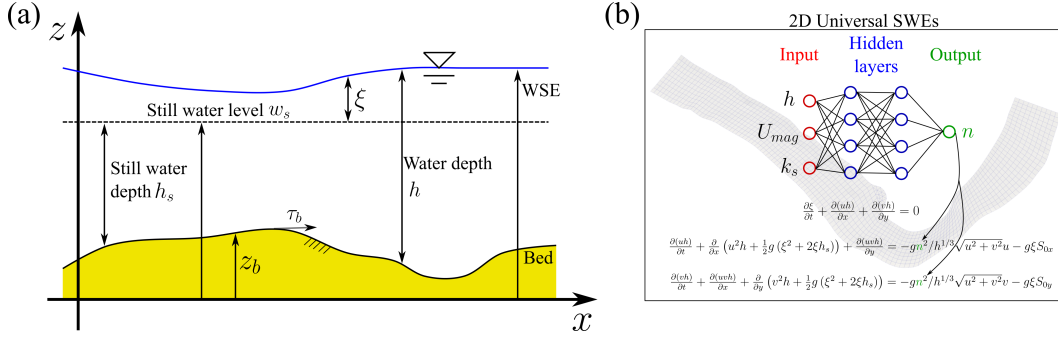 (a)
z
WSE
ξ
Still water level w_s
Still water
depth h_s
Water depth
h
τ_b
z_b
Bed
x
(b)
2D Universal SWEs
Input
Hidden
layers
Output
h
U_{mag}
k_s
n
∂ξ/∂t + ∂(uh)/∂x + ∂(vh)/∂y = 0
∂(uh)/∂t + ∂/∂x (u²h + ½g (ξ² + 2ξh_s)) + ∂(uvh)/∂y = −gn²/h^{1/3}√(u² + v²)u − gξS_{0x}
∂(vh)/∂t + ∂(uvh)/∂x + ∂/∂y (v²h + ½g (ξ² + 2ξh_s)) = −gn²/h^{1/3}√(u² + v²)v − gξS_{0y}